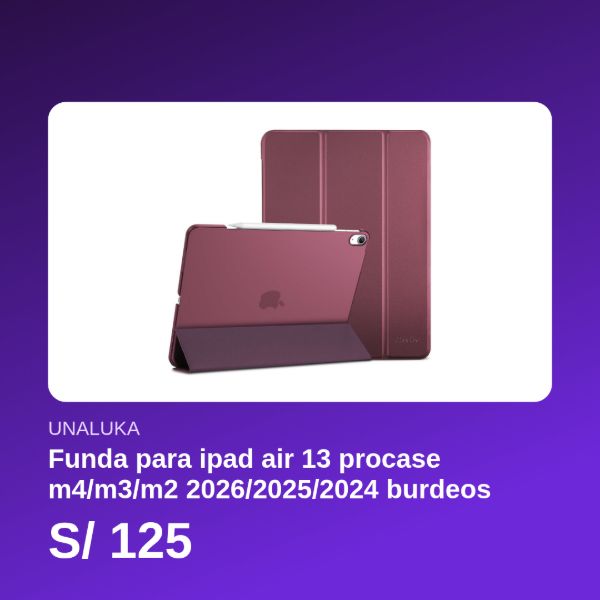 UNALUKA
Funda para ipad air 13 procase
m4/m3/m2 2026/2025/2024 burdeos
S/ 125